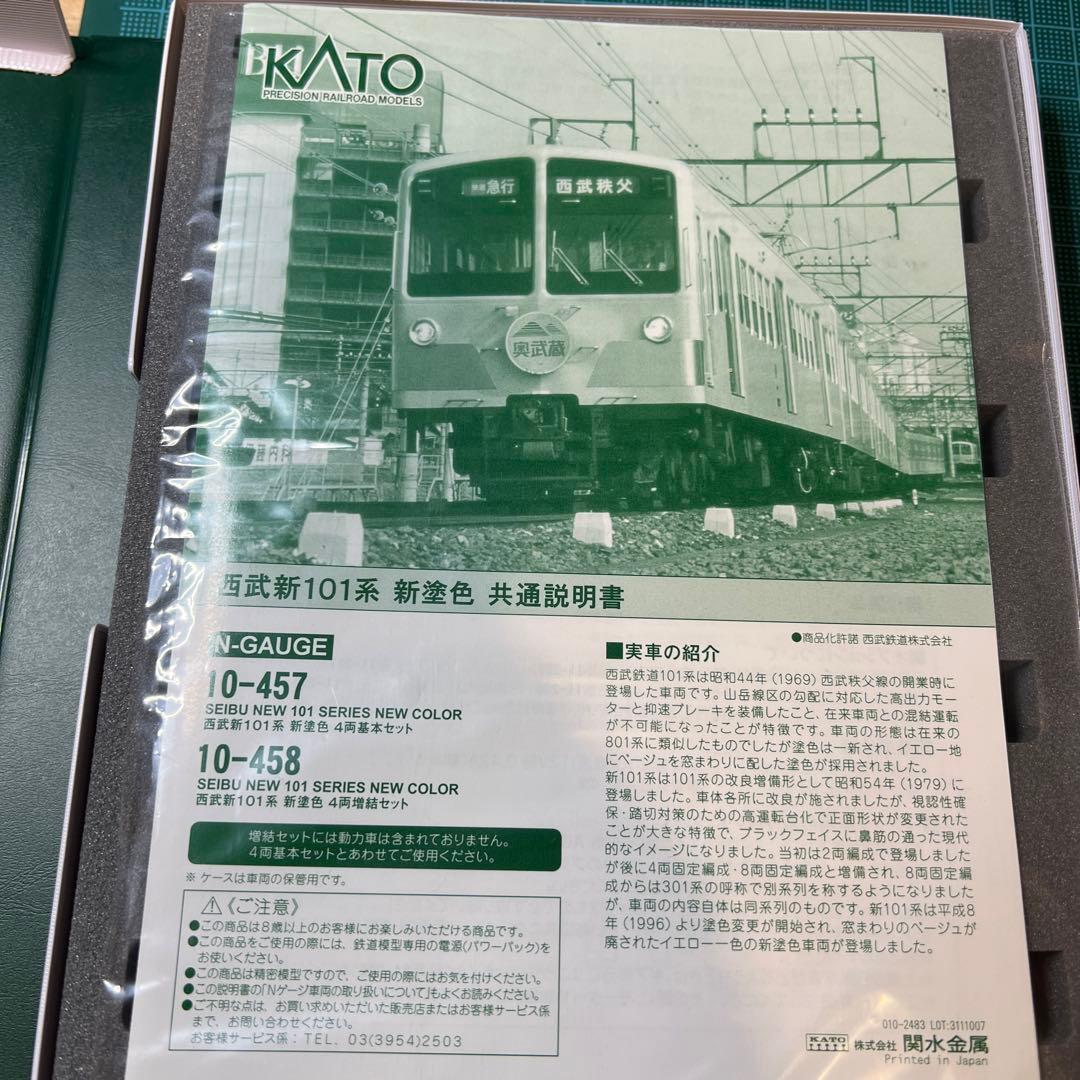 KATO
PRECISION RAILROAD MODELS
急行
西武秩父
奥武蔵
西武新101系 新塗色 共通説明書
●商品化許諾 西武鉄道株式会社
N-GAUGE
10-457
SEIBU NEW 101 SERIES NEW COLOR
西武新101系 新塗色 4両基本セット
10-458
SEIBU NEW 101 SERIES NEW COLOR
西武新101系 新塗色 4両増結セット
増結セットには動力車は含まれておりません。
4両基本セットとあわせてご使用ください。
※ ケースは車両の保管用です。
⚠《ご注意》
●この商品は8歳以上のお客様にお楽しみいただける商品です。
●この商品をご使用の際には、鉄道模型専用の電源(パワーパック)を
お使いください。
●この商品は精密模型ですので、ご使用の際にはお気を付けください。
●この説明書の「Nゲージ車両の取り扱いについて」もよくお読みください。
●ご不明な点は、お買い求めいただいた販売店またはお客様サービス係
まで、お問い合わせください。
お客様サービス係：TEL. 03(3954)2503
■実車の紹介
西武鉄道101系は昭和44年(1969)西武秩父線の開業時に
登場した車両です。山岳線区の勾配に対応した高出力モ
ーターと抑速ブレーキを装備したこと、在来車両との混結運転
が不可能になったことが特徴です。車両の形態は在来の
801系に類似したものでしたが塗色は一新され、イエロー地
にベージュを窓まわりに配した塗色が採用されました。
新101系は101系の改良増備形として昭和54年(1979)に
登場しました。車体各所に改良が施されましたが、視認性確
保・踏切対策のための高運転台化で正面形状が変更された
ことが大きな特徴で、ブラックフェイスに鼻筋の通った現代
的なイメージになりました。当初は2両編成で登場しました
が後に4両固定編成・8両固定編成と増備され、8両固定編
成からは301系の呼称で別系列を称するようになりました
が、車両の内容自体は同系列のものです。新101系は平成8
年(1996)より塗色変更が開始され、窓まわりのベージュが
廃されたイエロー一色の新塗色車両が登場しました。
010-2483 LOT:3111007
KATO 株式会社 関水金属
Printed in Japan